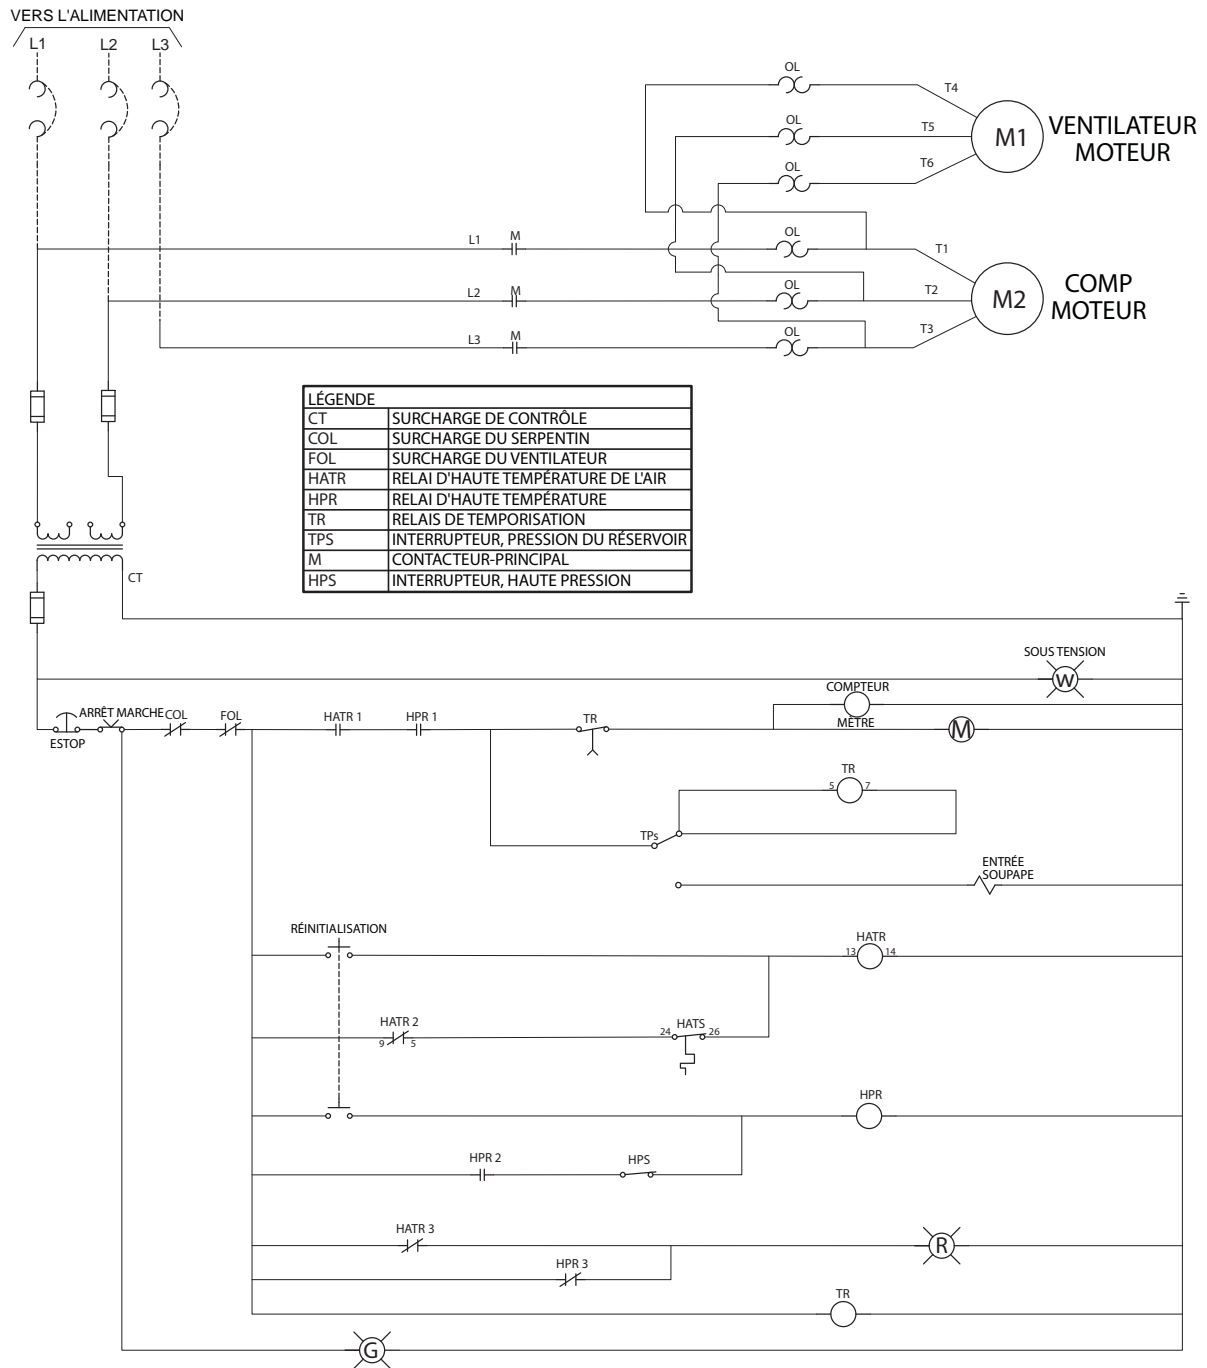 VERS L'ALIMENTATION
L1 L2 L3
OL T4
OL T5
OL T6
M1 VENTILATEUR
MOTEUR
L1 M OL T1
L2 M OL T2
L3 M OL T3
M2 COMP
MOTEUR
LÉGENDE
CT SURCHARGE DE CONTRÔLE
COL SURCHARGE DU SERPENTIN
FOL SURCHARGE DU VENTILATEUR
HATR RELAI D'HAUTE TEMPÉRATURE DE L'AIR
HPR RELAI D'HAUTE TEMPÉRATURE
TR RELAIS DE TEMPORISATION
TPS INTERRUPTEUR, PRESSION DU RÉSERVOIR
M CONTACTEUR-PRINCIPAL
HPS INTERRUPTEUR, HAUTE PRESSION
CT
SOUS TENSION
W
COMPTEUR
MÈTRE
ARRÊT MARCHE COL FOL HATR 1 HPR 1 TR M
ESTOP
TR
5 7
TPs
ENTRÉE
SOUPAPE
RÉINITIALISATION
HATR
13 14
HATR 2
9 5
HATS
24 26
HPR
HPR 2 HPS
HATR 3
R
HPR 3
TR
G